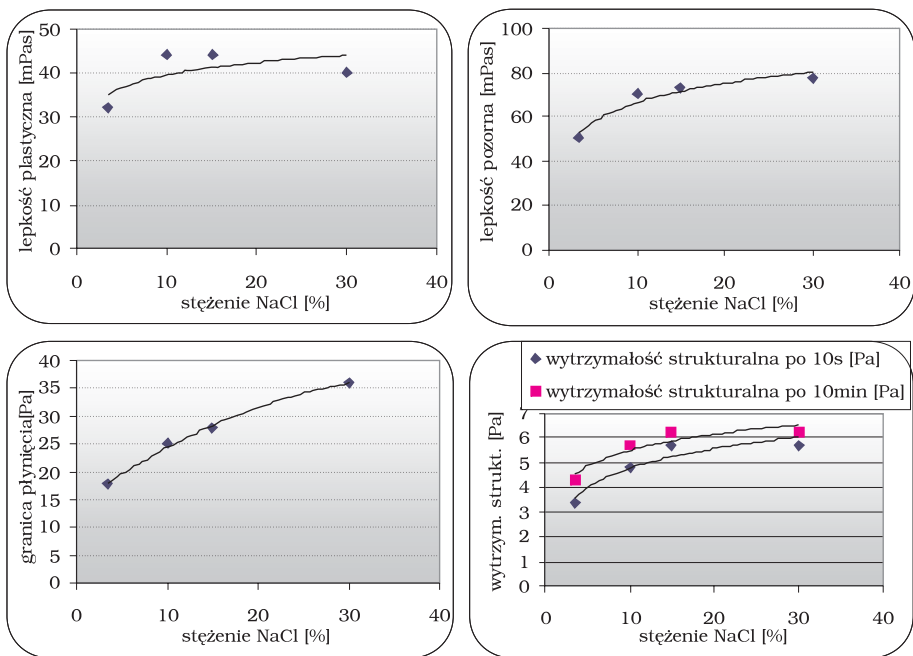 lepkość plastyczna [mPas]
50
40
30
20
10
0
0 10 20 30 40
stężenie NaCl [%]
lepkość pozorna [mPas]
100
80
60
40
20
0
0 10 20 30 40
stężenie NaCl [%]
granica płynięcia[Pa]
40
35
30
25
20
15
10
5
0
0 10 20 30 40
stężenie NaCl [%]
wytrzymałość strukturalna po 10s [Pa]
wytrzymałość strukturalna po 10min [Pa]
wytrzym. strukt. [Pa]
7
6
5
4
3
2
1
0
0 10 20 30 40
stężenie NaCl [%]